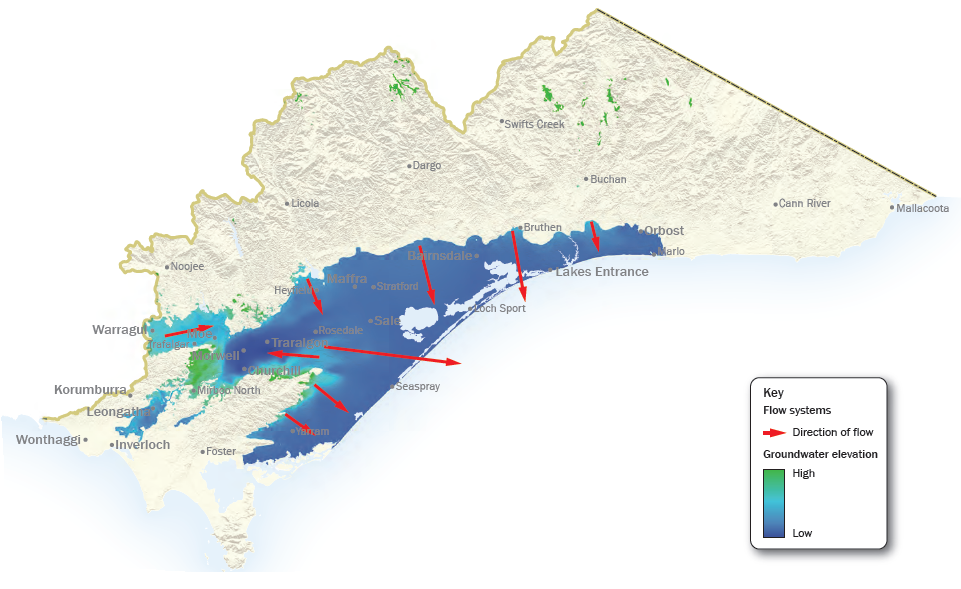 Swifts Creek
Dargo
Buchan
Licola
Cann River
Mallacoota
Bruthen
Orbost
Bairnsdale
Marlo
Noojee
Lakes Entrance
Maffra
Stratford
Heyfield
Loch Sport
Sale
Warragul
Rosedale
Moe
Trafalgar
Traralgon
Morwell
Churchill
Seaspray
Korumburra
Mirboo North
Leongatha
Yarram
Wonthaggi
Inverloch
Foster
Key
Flow systems
Direction of flow
Groundwater elevation
High
Low